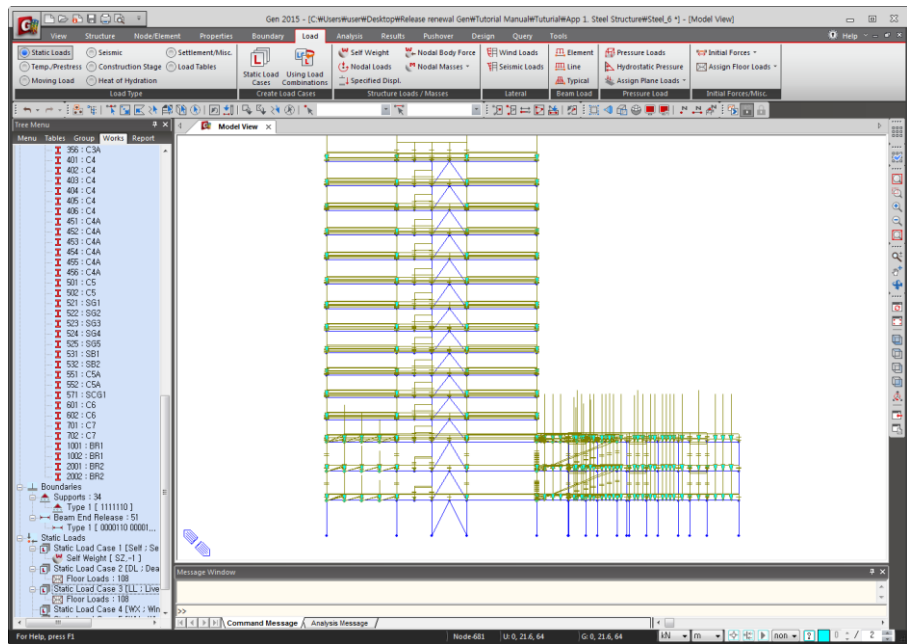 Gen 2015 - [C:₩Users₩user₩Desktop₩Release renewal Gen₩Tutorial Manual₩Tuturial₩App 1. Steel Structure₩Steel_6 *] - [Model View]
View Structure Node/Element Properties Boundary Load Analysis Results Pushover Design Query Tools Help
Static Loads Seismic Settlement/Misc.
Temp./Prestress Construction Stage Load Tables
Moving Load Heat of Hydration
Load Type
Static Load Cases
Using Load Combinations
Create Load Cases
Self Weight Nodal Body Force
Nodal Loads Nodal Masses
Specified Displ.
Structure Loads / Masses
Wind Loads
Seismic Loads
Lateral
Element
Line
Typical
Beam Load
Pressure Loads
Hydrostatic Pressure
Assign Plane Loads
Pressure Load
Initial Forces
Assign Floor Loads
Initial Forces/Misc.
Tree Menu
Menu Tables Group Works Report
Model View
356 : C3A
401 : C4
402 : C4
403 : C4
404 : C4
405 : C4
406 : C4
451 : C4A
452 : C4A
453 : C4A
454 : C4A
455 : C4A
456 : C4A
501 : C5
502 : C5
521 : SG1
522 : SG2
523 : SG3
524 : SG4
525 : SG5
531 : SB1
532 : SB2
551 : C5A
552 : C5A
571 : SCG1
601 : C6
602 : C6
701 : C7
702 : C7
1001 : BR1
1002 : BR1
2001 : BR2
2002 : BR2
Boundaries
Supports : 34
Type 1 [ 1111110 ]
Beam End Release : 51
Type 1 [ 0000110 00001...
Static Loads
Static Load Case 1 [Self ; Se
Self Weight [ SZ,-1 ]
Static Load Case 2 [DL ; Dea
Floor Loads : 108
Static Load Case 3 [LL ; Live
Floor Loads : 108
Static Load Case 4 [WX ; Win
Message Window
>>
Command Message Analysis Message
For Help, press F1
Node-681
U: 0, 21.6, 64
G: 0, 21.6, 64
kN m non ? 0 / 2